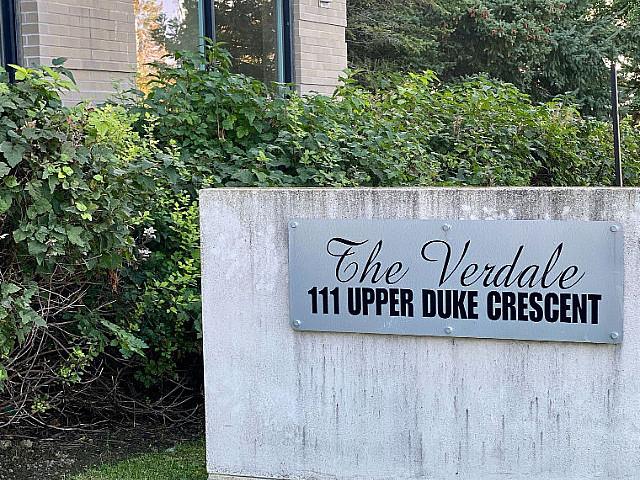 The Verdale
111 UPPER DUKE CRESCENT